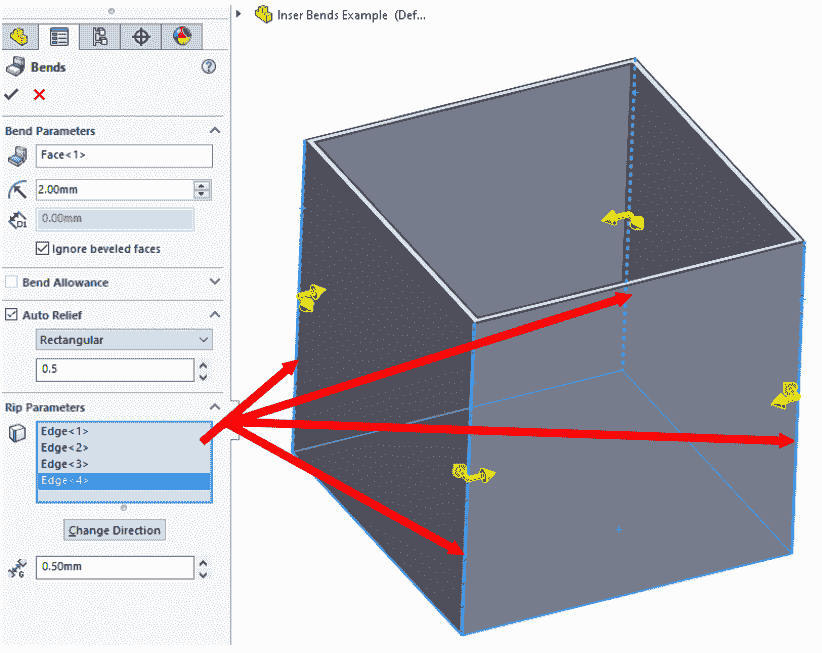 Inser Bends Example (Def...
Bends
?
Bend Parameters
Face<1>
2.00mm
D1
0.00mm
Ignore beveled faces
Bend Allowance
Auto Relief
Rectangular
0.5
Rip Parameters
Edge<1>
Edge<2>
Edge<3>
Edge<4>
Change Direction
G
0.50mm